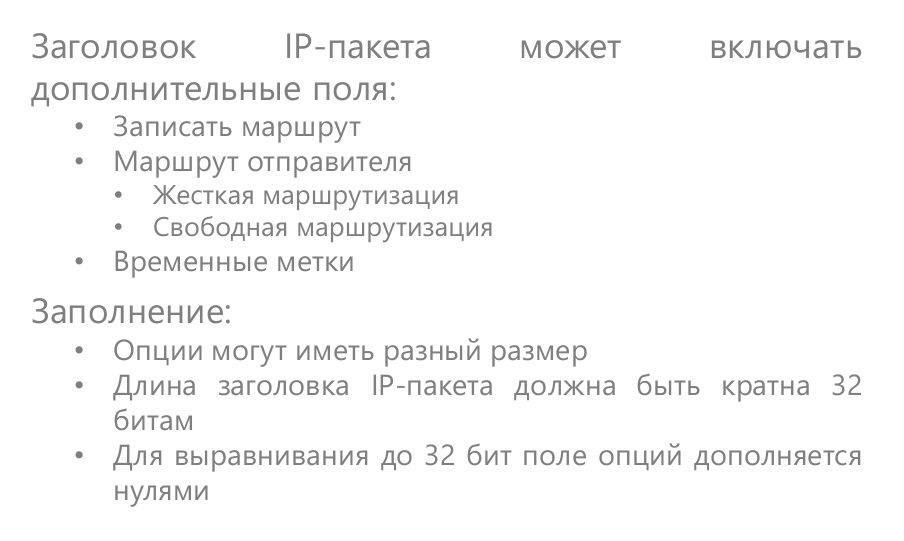 Заголовок IP-пакета может включать
дополнительные поля:
• Записать маршрут
• Маршрут отправителя
• Жесткая маршрутизация
• Свободная маршрутизация
• Временные метки
Заполнение:
• Опции могут иметь разный размер
• Длина заголовка IP-пакета должна быть кратна 32
битам
• Для выравнивания до 32 бит поле опций дополняется
нулями